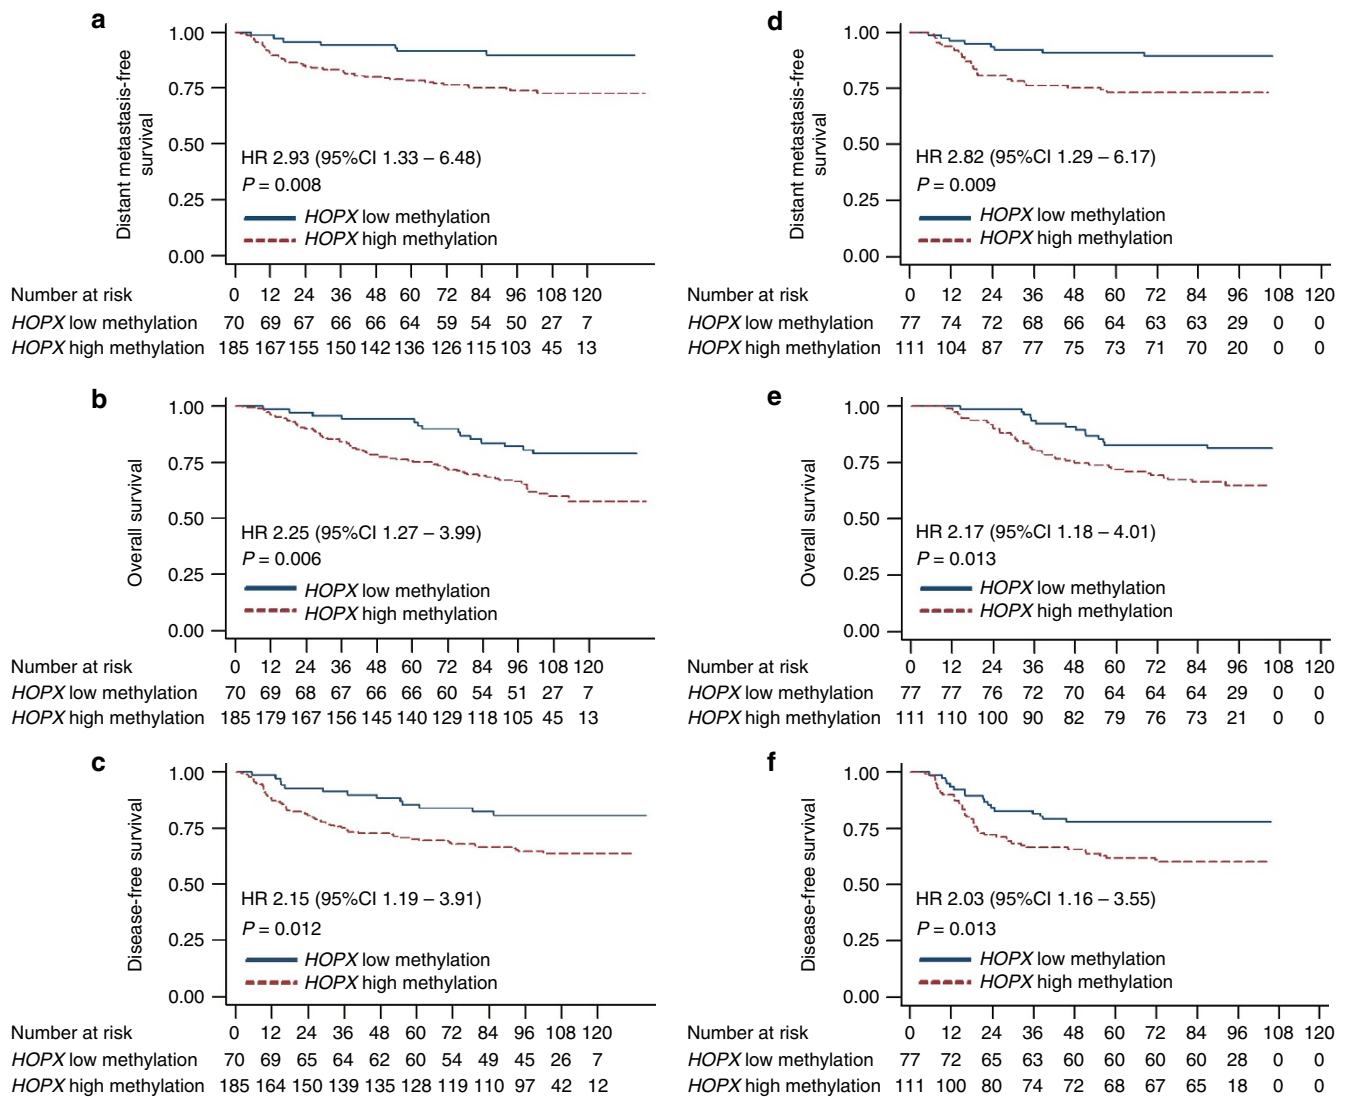 a
1.00
0.75
0.50
0.25
0.00
Distant metastasis-free
survival
HR 2.93 (95%CI 1.33 – 6.48)
P = 0.008
HOPX low methylation
HOPX high methylation
Number at risk 0 12 24 36 48 60 72 84 96 108 120
HOPX low methylation 70 69 67 66 66 64 59 54 50 27 7
HOPX high methylation 185 167 155 150 142 136 126 115 103 45 13
b
1.00
0.75
0.50
0.25
0.00
Overall survival
HR 2.25 (95%CI 1.27 – 3.99)
P = 0.006
HOPX low methylation
HOPX high methylation
Number at risk 0 12 24 36 48 60 72 84 96 108 120
HOPX low methylation 70 69 68 67 66 66 60 54 51 27 7
HOPX high methylation 185 179 167 156 145 140 129 118 105 45 13
c
1.00
0.75
0.50
0.25
0.00
Disease-free survival
HR 2.15 (95%CI 1.19 – 3.91)
P = 0.012
HOPX low methylation
HOPX high methylation
Number at risk 0 12 24 36 48 60 72 84 96 108 120
HOPX low methylation 70 69 65 64 62 60 54 49 45 26 7
HOPX high methylation 185 164 150 139 135 128 119 110 97 42 12
d
1.00
0.75
0.50
0.25
0.00
Distant metastasis-free
survival
HR 2.82 (95%CI 1.29 – 6.17)
P = 0.009
HOPX low methylation
HOPX high methylation
Number at risk 0 12 24 36 48 60 72 84 96 108 120
HOPX low methylation 77 74 72 68 66 64 63 63 29 0 0
HOPX high methylation 111 104 87 77 75 73 71 70 20 0 0
e
1.00
0.75
0.50
0.25
0.00
Overall survival
HR 2.17 (95%CI 1.18 – 4.01)
P = 0.013
HOPX low methylation
HOPX high methylation
Number at risk 0 12 24 36 48 60 72 84 96 108 120
HOPX low methylation 77 77 76 72 70 64 64 64 29 0 0
HOPX high methylation 111 110 100 90 82 79 76 73 21 0 0
f
1.00
0.75
0.50
0.25
0.00
Disease-free survival
HR 2.03 (95%CI 1.16 – 3.55)
P = 0.013
HOPX low methylation
HOPX high methylation
Number at risk 0 12 24 36 48 60 72 84 96 108 120
HOPX low methylation 77 72 65 63 60 60 60 60 28 0 0
HOPX high methylation 111 100 80 74 72 68 67 65 18 0 0